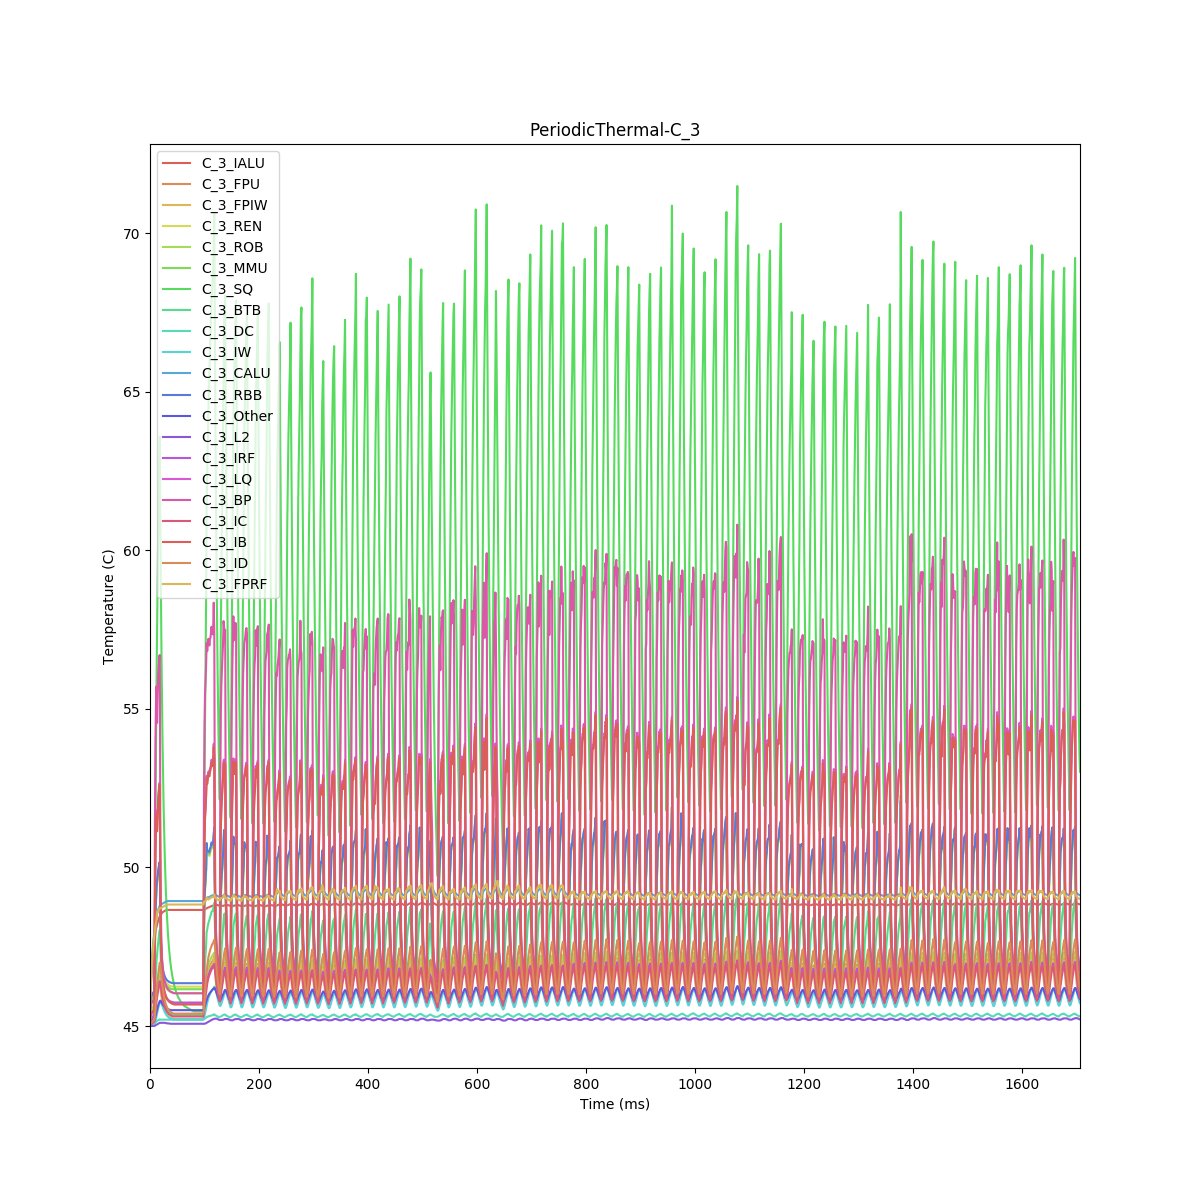 PeriodicThermal-C_3
C_3_IALU
C_3_FPU
C_3_FPIW
C_3_REN
C_3_ROB
C_3_MMU
C_3_SQ
C_3_BTB
C_3_DC
C_3_IW
C_3_CALU
C_3_RBB
C_3_Other
C_3_L2
C_3_IRF
C_3_LQ
C_3_BP
C_3_IC
C_3_IB
C_3_ID
C_3_FPRF
Temperature (C)
70
65
60
55
50
45
0 200 400 600 800 1000 1200 1400 1600
Time (ms)